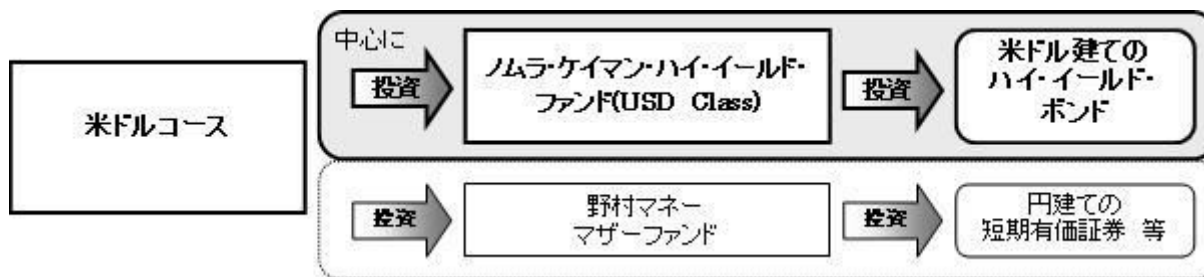 中心に
米ドルコース
投資
ノムラ・ケイマン・ハイ・イールド・
ファンド(USD Class)
投資
米ドル建ての
ハイ・イールド・
ボンド
投資
野村マネー
マザーファンド
投資
円建ての
短期有価証券 等